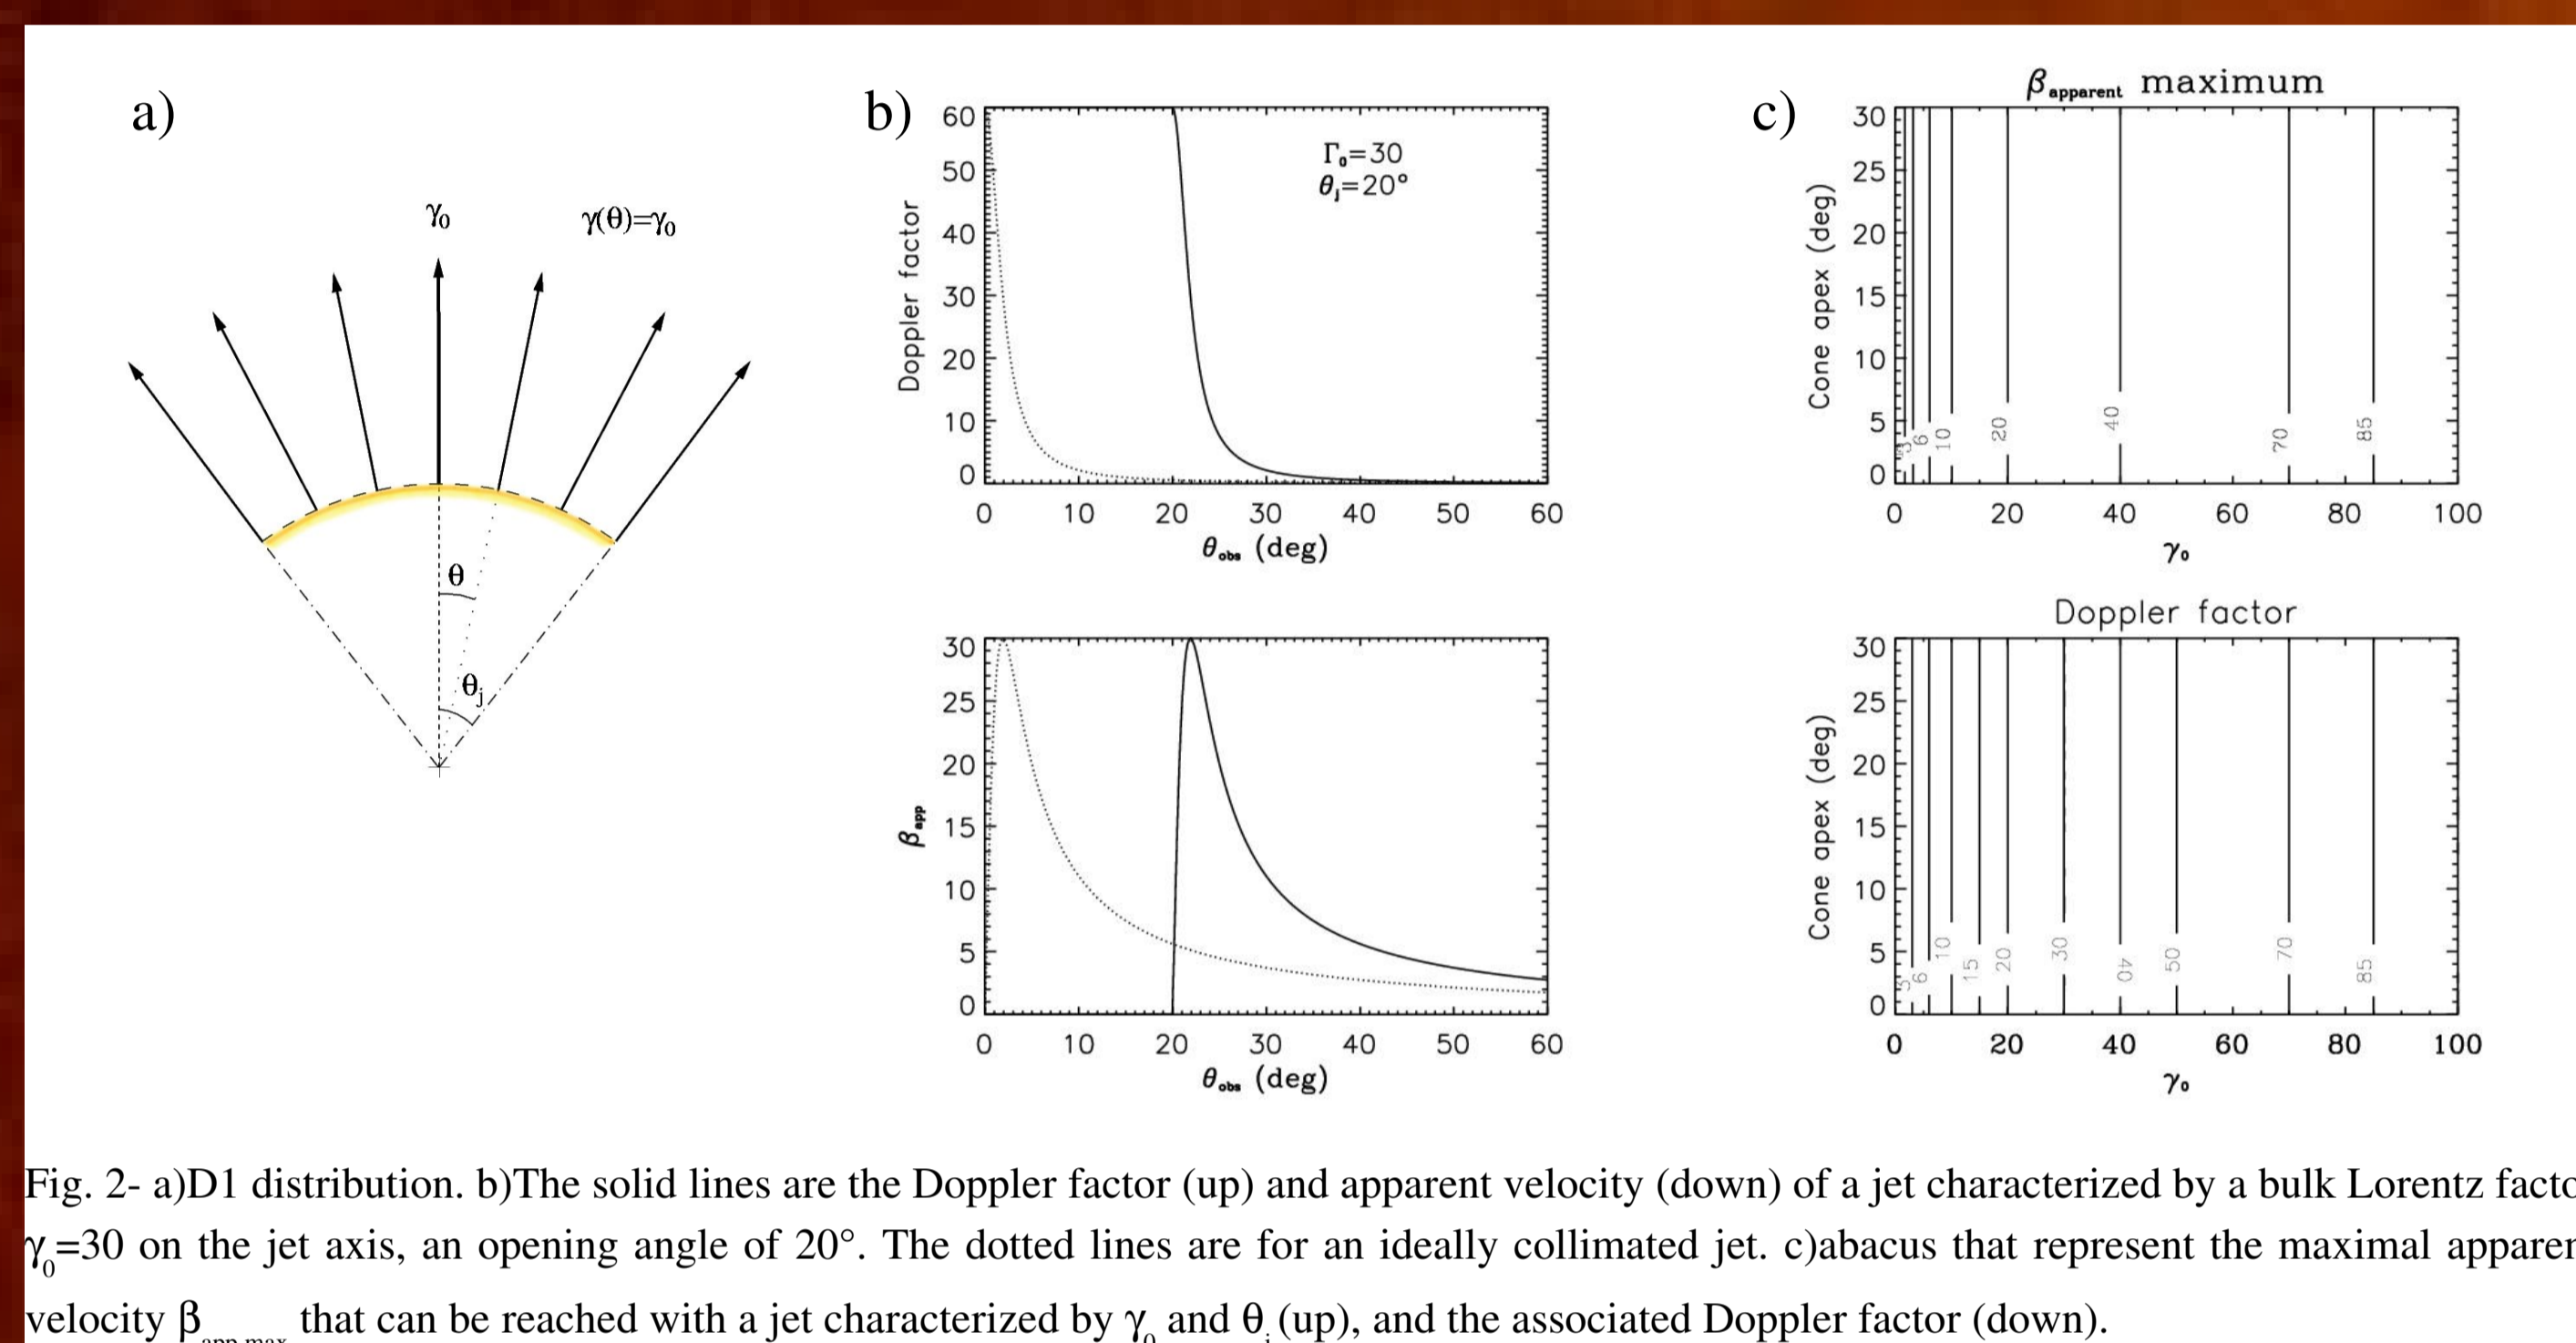 a)
γ0
γ(θ)=γ0
θ
θj
b)
60
50
40
30
20
10
0
Doppler factor
Γ0=30
θj=20°
0 10 20 30 40 50 60
θobs (deg)
30
25
20
15
10
5
0
βapp
0 10 20 30 40 50 60
θobs (deg)
c)
βapparent maximum
30
25
20
15
10
5
0
Cone apex (deg)
3 6 10 20 40 70 85
0 20 40 60 80 100
γ0
Doppler factor
30
25
20
15
10
5
0
Cone apex (deg)
3 6 10 15 20 30 40 50 70 85
0 20 40 60 80 100
γ0
Fig. 2- a)D1 distribution. b)The solid lines are the Doppler factor (up) and apparent velocity (down) of a jet characterized by a bulk Lorentz facto
γ0=30 on the jet axis, an opening angle of 20°. The dotted lines are for an ideally collimated jet. c)abacus that represent the maximal apparen
velocity βapp max that can be reached with a jet characterized by γ0 and θj (up), and the associated Doppler factor (down).